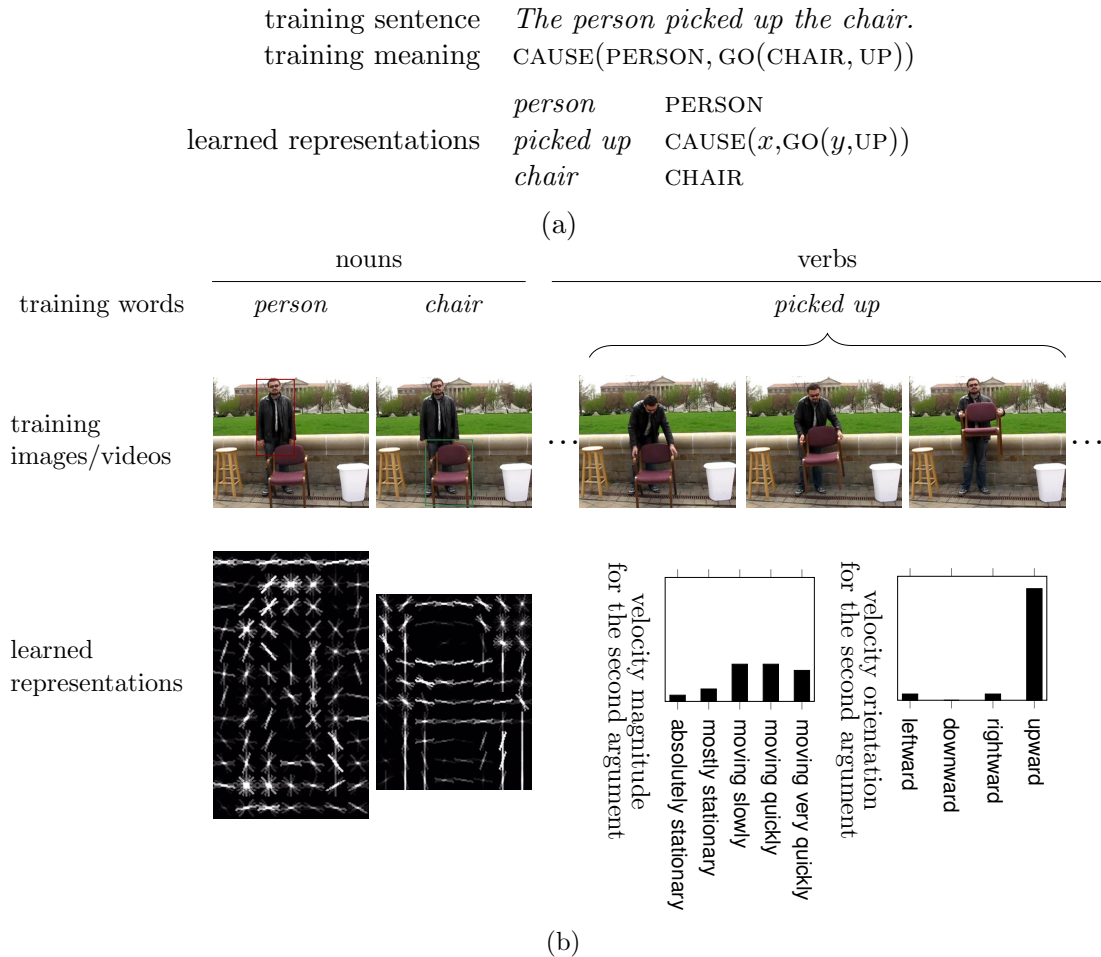 training sentence The person picked up the chair.
training meaning CAUSE(PERSON, GO(CHAIR, UP))
person PERSON
learned representations picked up CAUSE(x,GO(y,UP))
chair CHAIR
(a)
nouns verbs
training words person chair picked up
training
images/videos
... ...
learned
representations
velocity magnitude
for the second argument
absolutely stationary
mostly stationary
moving slowly
moving quickly
moving very quickly
velocity orientation
for the second argument
leftward
downward
rightward
upward
(b)